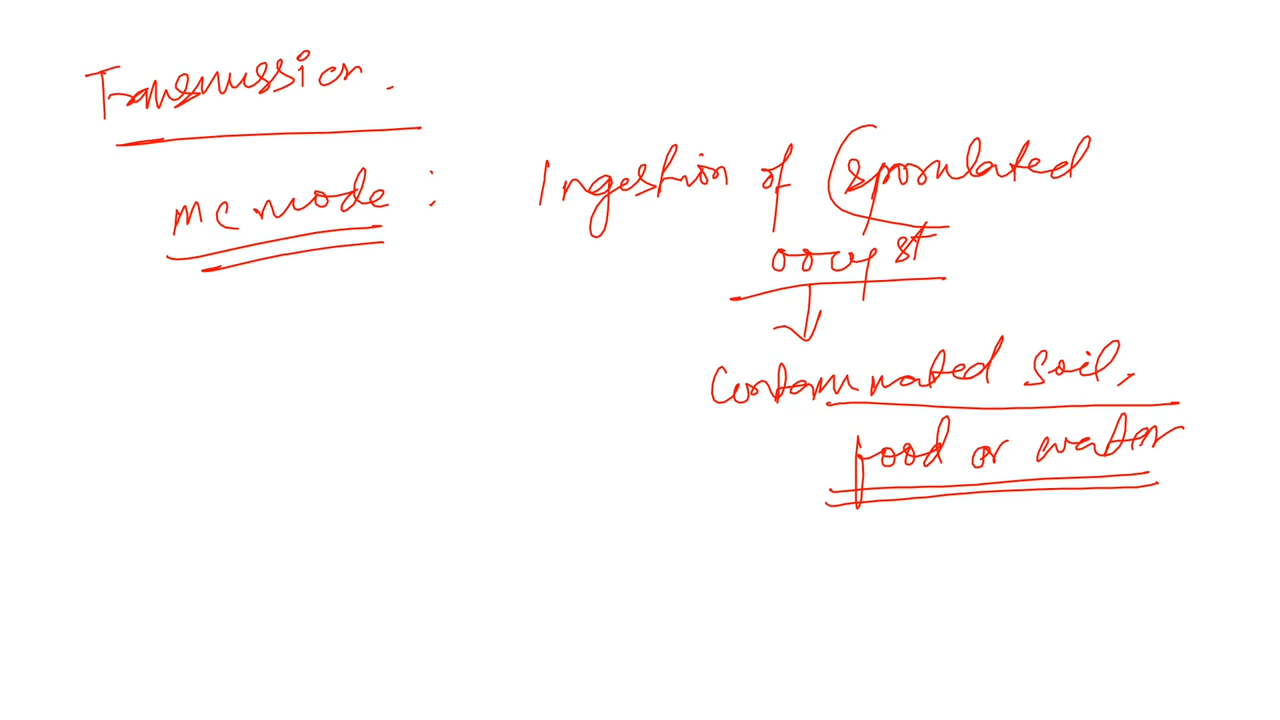 Transmission.
MC mode : Ingestion of (sporulated
oocyst
Contaminated soil,
food or water